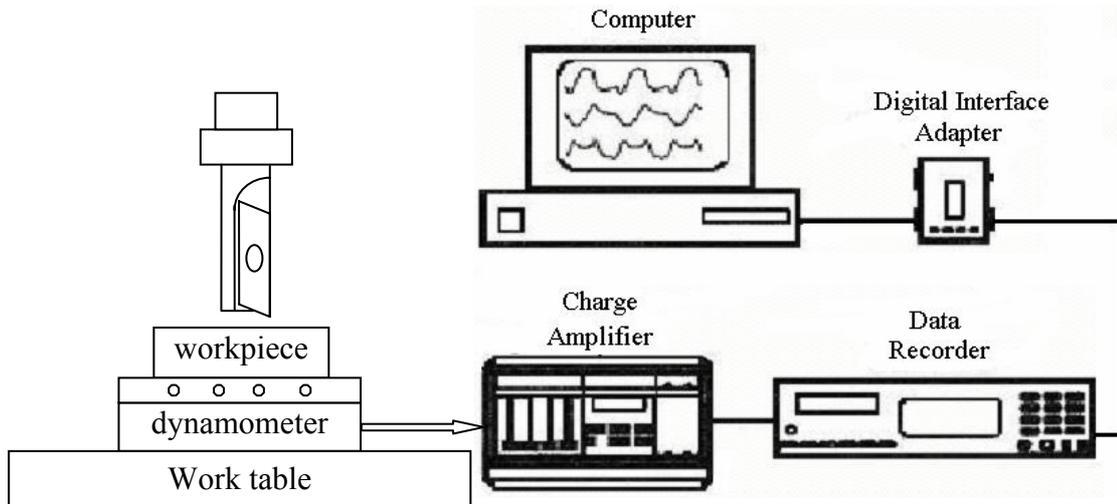 Computer
Digital Interface
Adapter
Charge
Amplifier
Data
Recorder
workpiece
dynamometer
Work table